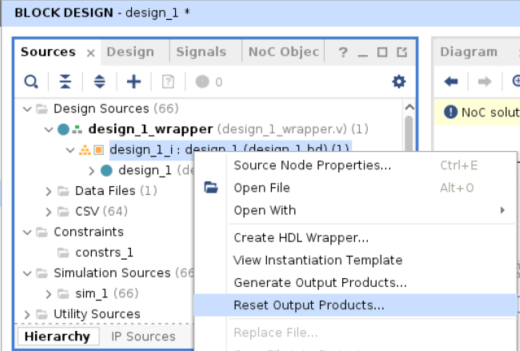 BLOCK DESIGN - design_1 *
Sources × Design Signals NoC Objec ? Diagram
0
Design Sources (66)
NoC solut
design_1_wrapper (design_1_wrapper.v) (1)
design_1_i : design_1 (design_1.bd) (1)
design_1 (de
Data Files (1)
CSV (64)
Constraints
constrs_1
Simulation Sources (66
sim_1 (66)
Utility Sources
Hierarchy IP Sources
Source Node Properties... Ctrl+E
Open File Alt+O
Open With
Create HDL Wrapper...
View Instantiation Template
Generate Output Products...
Reset Output Products...
Replace File...